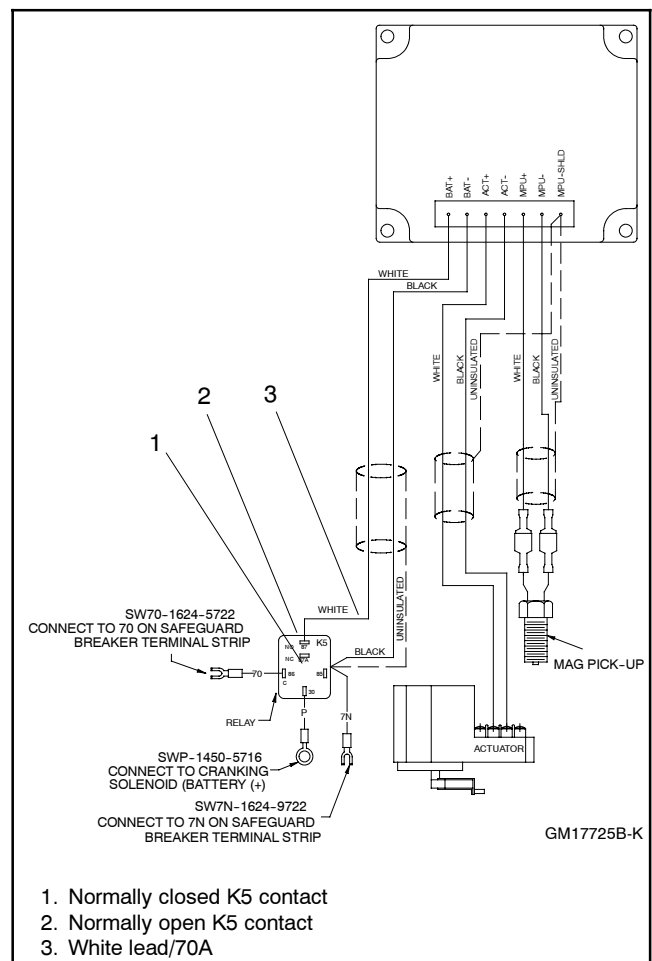 BAT+
BAT-
ACT+
ACT-
MPU+
MPU-
MPU-SHLD
WHITE
BLACK
WHITE
BLACK
UNINSULATED
WHITE
BLACK
UNINSULATED
3
2
1
UNINSULATED
WHITE
SW70-1624-5722
CONNECT TO 70 ON SAFEGUARD
BREAKER TERMINAL STRIP
NO
87
K5
NC
87A
BLACK
MAG PICK-UP
70
86
85
C
30
RELAY
P
7N
ACTUATOR
SWP-1450-5716
CONNECT TO CRANKING
SOLENOID (BATTERY (+)
SW7N-1624-9722
CONNECT TO 7N ON SAFEGUARD
BREAKER TERMINAL STRIP
GM17725B-K
1. Normally closed K5 contact
2. Normally open K5 contact
3. White lead/70A